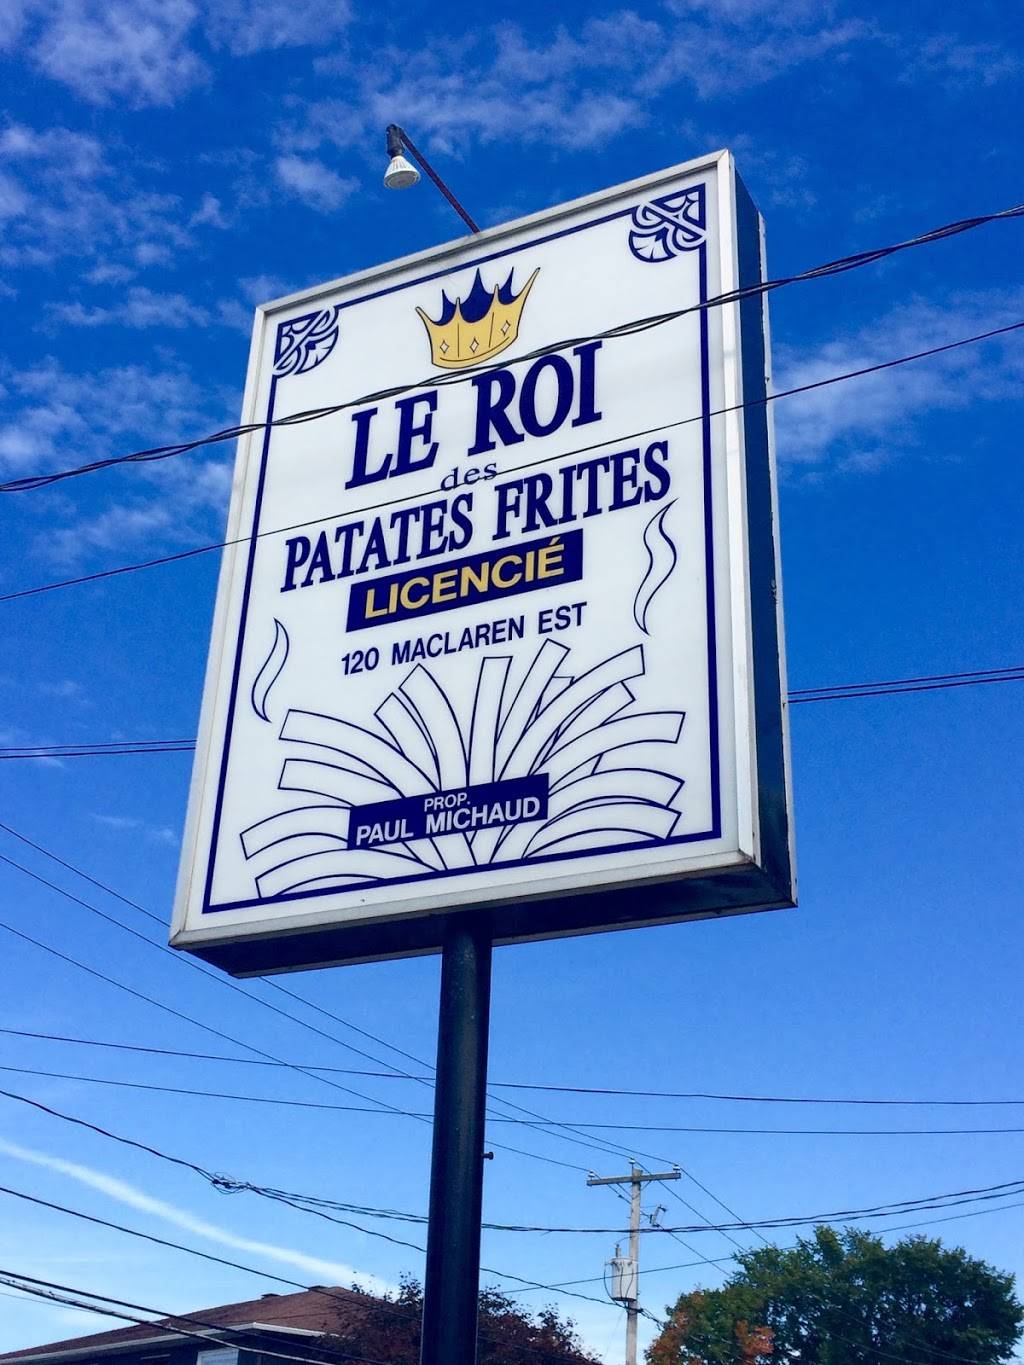 LE ROI
des
PATATES FRITES
LICENCIÉ
120 MACLAREN EST
PROP.
PAUL MICHAUD